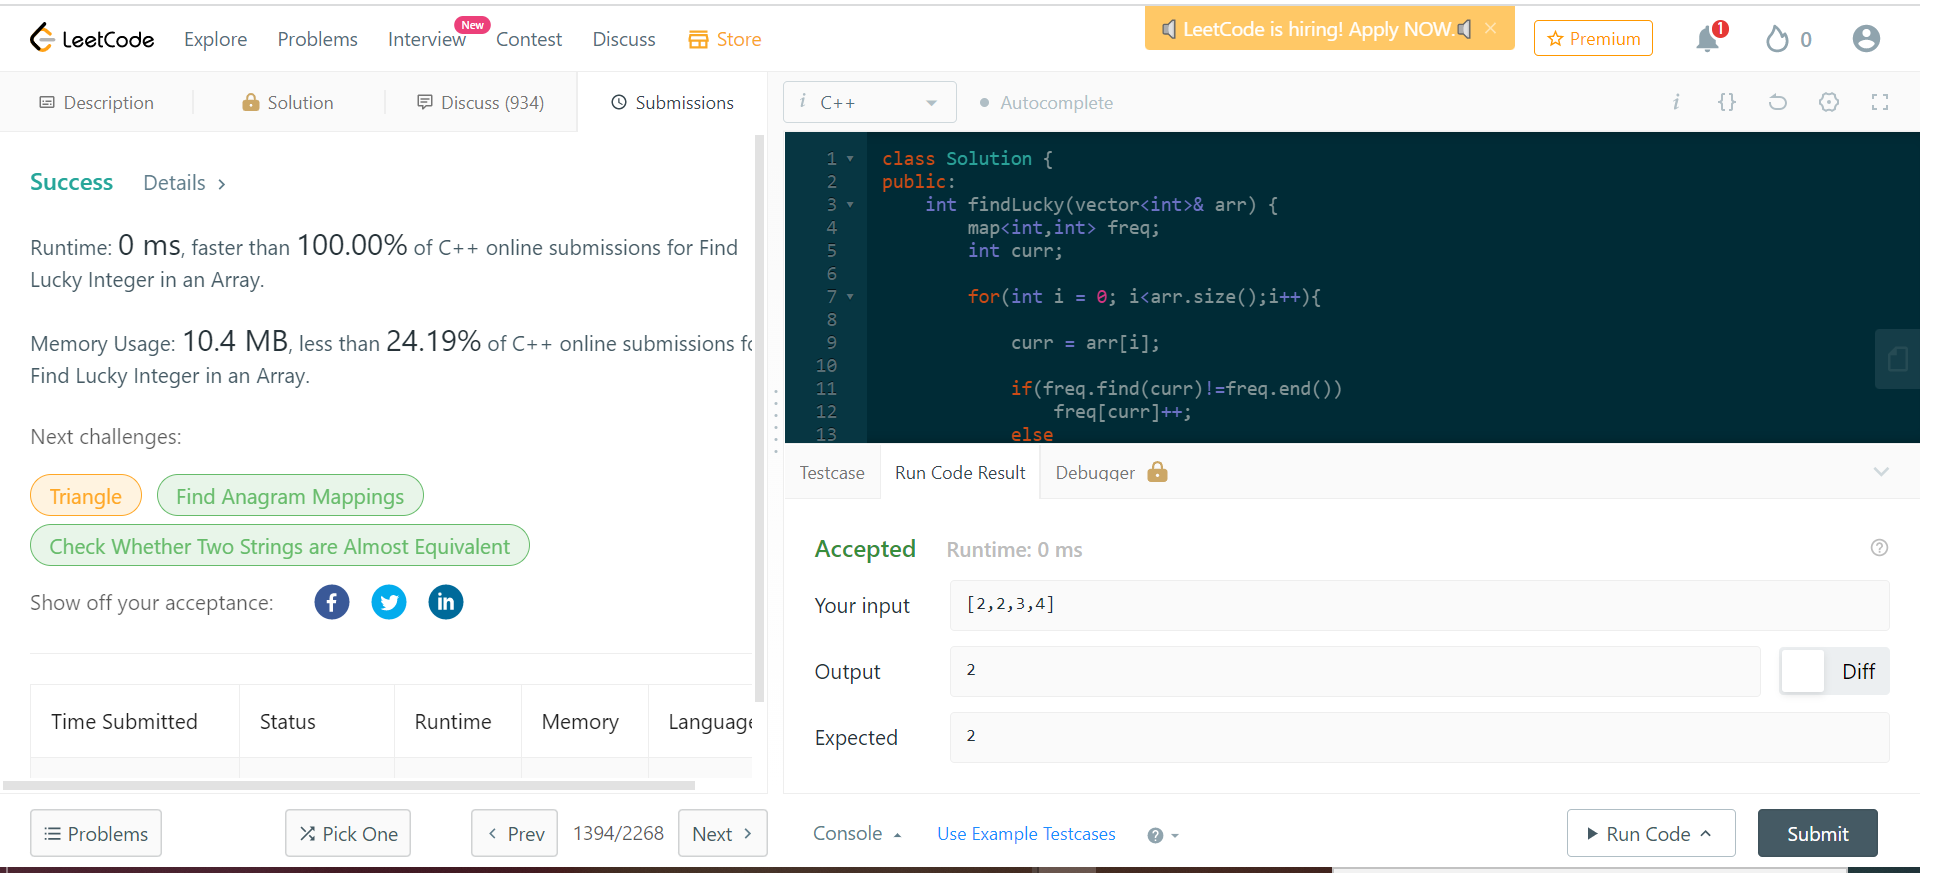 LeetCode Explore Problems Interview New Contest Discuss Store LeetCode is hiring! Apply NOW. Premium 1 0
Description Solution Discuss (934) Submissions
i C++ Autocomplete
Success Details
Runtime: 0 ms, faster than 100.00% of C++ online submissions for Find
Lucky Integer in an Array.
Memory Usage: 10.4 MB, less than 24.19% of C++ online submissions
Find Lucky Integer in an Array.
Next challenges:
Triangle Find Anagram Mappings
Check Whether Two Strings are Almost Equivalent
Show off your acceptance:
Time Submitted Status Runtime Memory Language
1 class Solution {
2 public:
3 int findLucky(vector<int>& arr) {
4 map<int,int> freq;
5 int curr;
6
7 for(int i = 0; i<arr.size();i++){
8
9 curr = arr[i];
10
11 if(freq.find(curr)!=freq.end())
12 freq[curr]++;
13 else
Testcase Run Code Result Debugger
Accepted Runtime: 0 ms
Your input [2,2,3,4]
Output 2 Diff
Expected 2
Problems Pick One Prev 1394/2268 Next
Console Use Example Testcases Run Code Submit